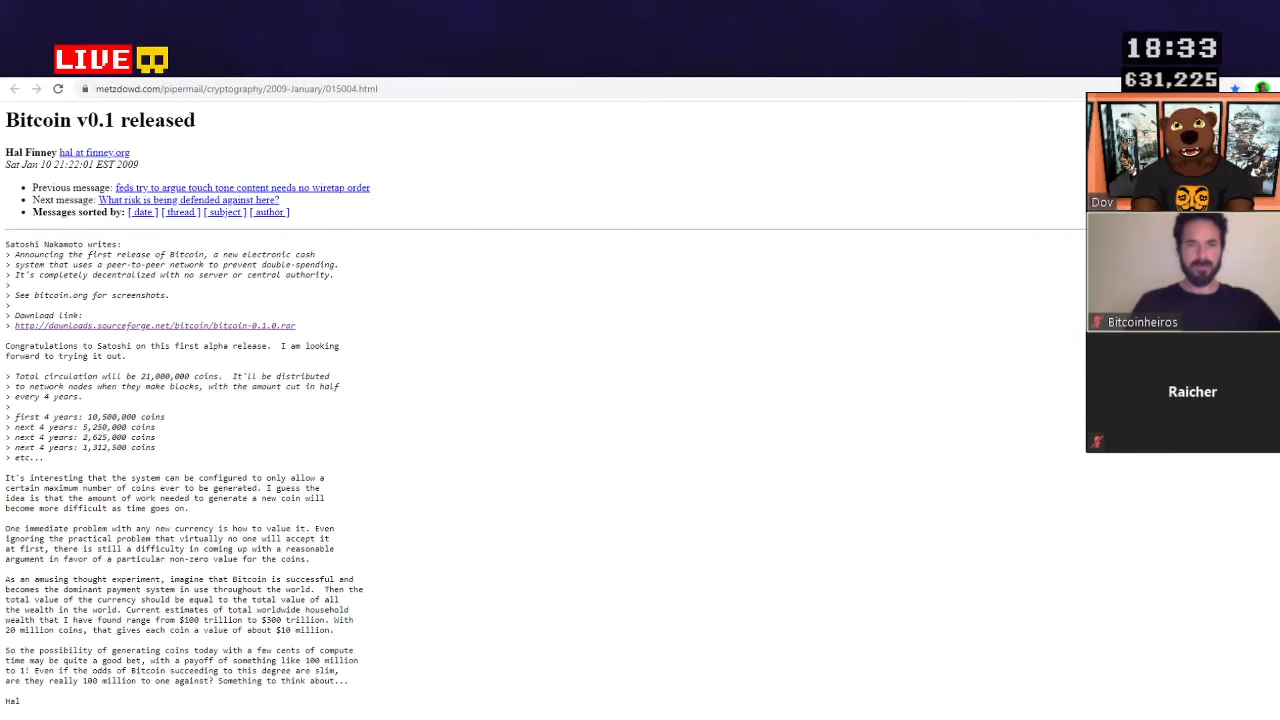 LIVE
18:33
631,225
metzdowd.com/pipermail/cryptography/2009-January/015004.html
Bitcoin v0.1 released
Hal Finney hal at finney.org
Sat Jan 10 21:22:01 EST 2009
Previous message: feds try to argue touch tone content needs no wiretap order
Next message: What risk is being defended against here?
Messages sorted by: [ date ] [ thread ] [ subject ] [ author ]
Satoshi Nakamoto writes:
> Announcing the first release of Bitcoin, a new electronic cash
> system that uses a peer-to-peer network to prevent double-spending.
> It's completely decentralized with no server or central authority.
>
> See bitcoin.org for screenshots.
>
> Download link:
> http://downloads.sourceforge.net/bitcoin/bitcoin-0.1.0.rar
Congratulations to Satoshi on this first alpha release.  I am looking
forward to trying it out.
> Total circulation will be 21,000,000 coins.  It'll be distributed
> to network nodes when they make blocks, with the amount cut in half
> every 4 years.
>
> first 4 years: 10,500,000 coins
> next 4 years: 5,250,000 coins
> next 4 years: 2,625,000 coins
> next 4 years: 1,312,500 coins
> etc...
It's interesting that the system can be configured to only allow a
certain maximum number of coins ever to be generated. I guess the
idea is that the amount of work needed to generate a new coin will
become more difficult as time goes on.
One immediate problem with any new currency is how to value it. Even
ignoring the practical problem that virtually no one will accept it
at first, there is still a difficulty in coming up with a reasonable
argument in favor of a particular non-zero value for the coins.
As an amusing thought experiment, imagine that Bitcoin is successful and
becomes the dominant payment system in use throughout the world.  Then the
total value of the currency should be equal to the total value of all
the wealth in the world. Current estimates of total worldwide household
wealth that I have found range from $100 trillion to $300 trillion. With
20 million coins, that gives each coin a value of about $10 million.
So the possibility of generating coins today with a few cents of compute
time may be quite a good bet, with a payoff of something like 100 million
to 1! Even if the odds of Bitcoin succeeding to this degree are slim,
are they really 100 million to one against? Something to think about...
Hal
Dov
Bitcoinheiros
Raicher